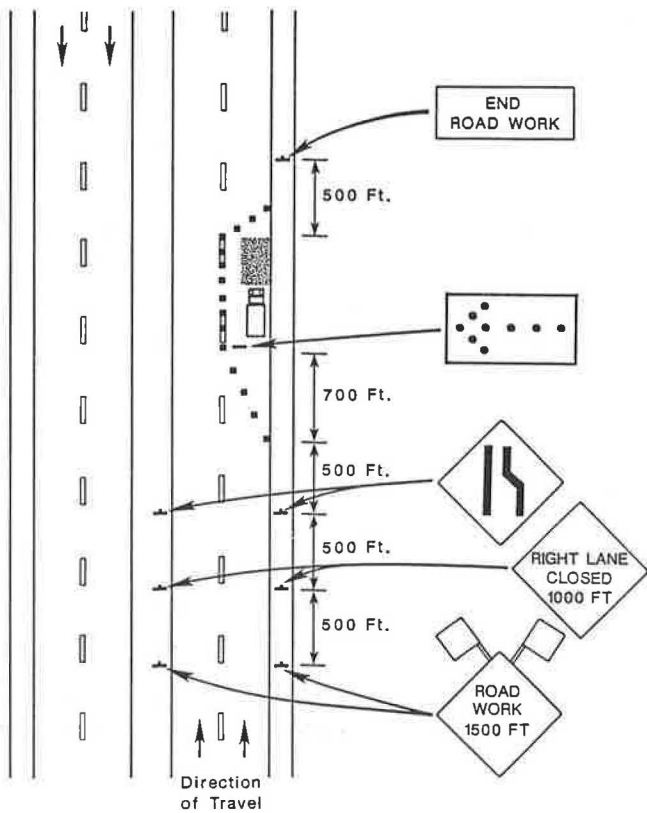 END
ROAD WORK
500 Ft.
700 Ft.
500 Ft.
500 Ft.
RIGHT LANE
CLOSED
1000 FT
500 Ft.
ROAD
WORK
1500 FT
Direction
of Travel